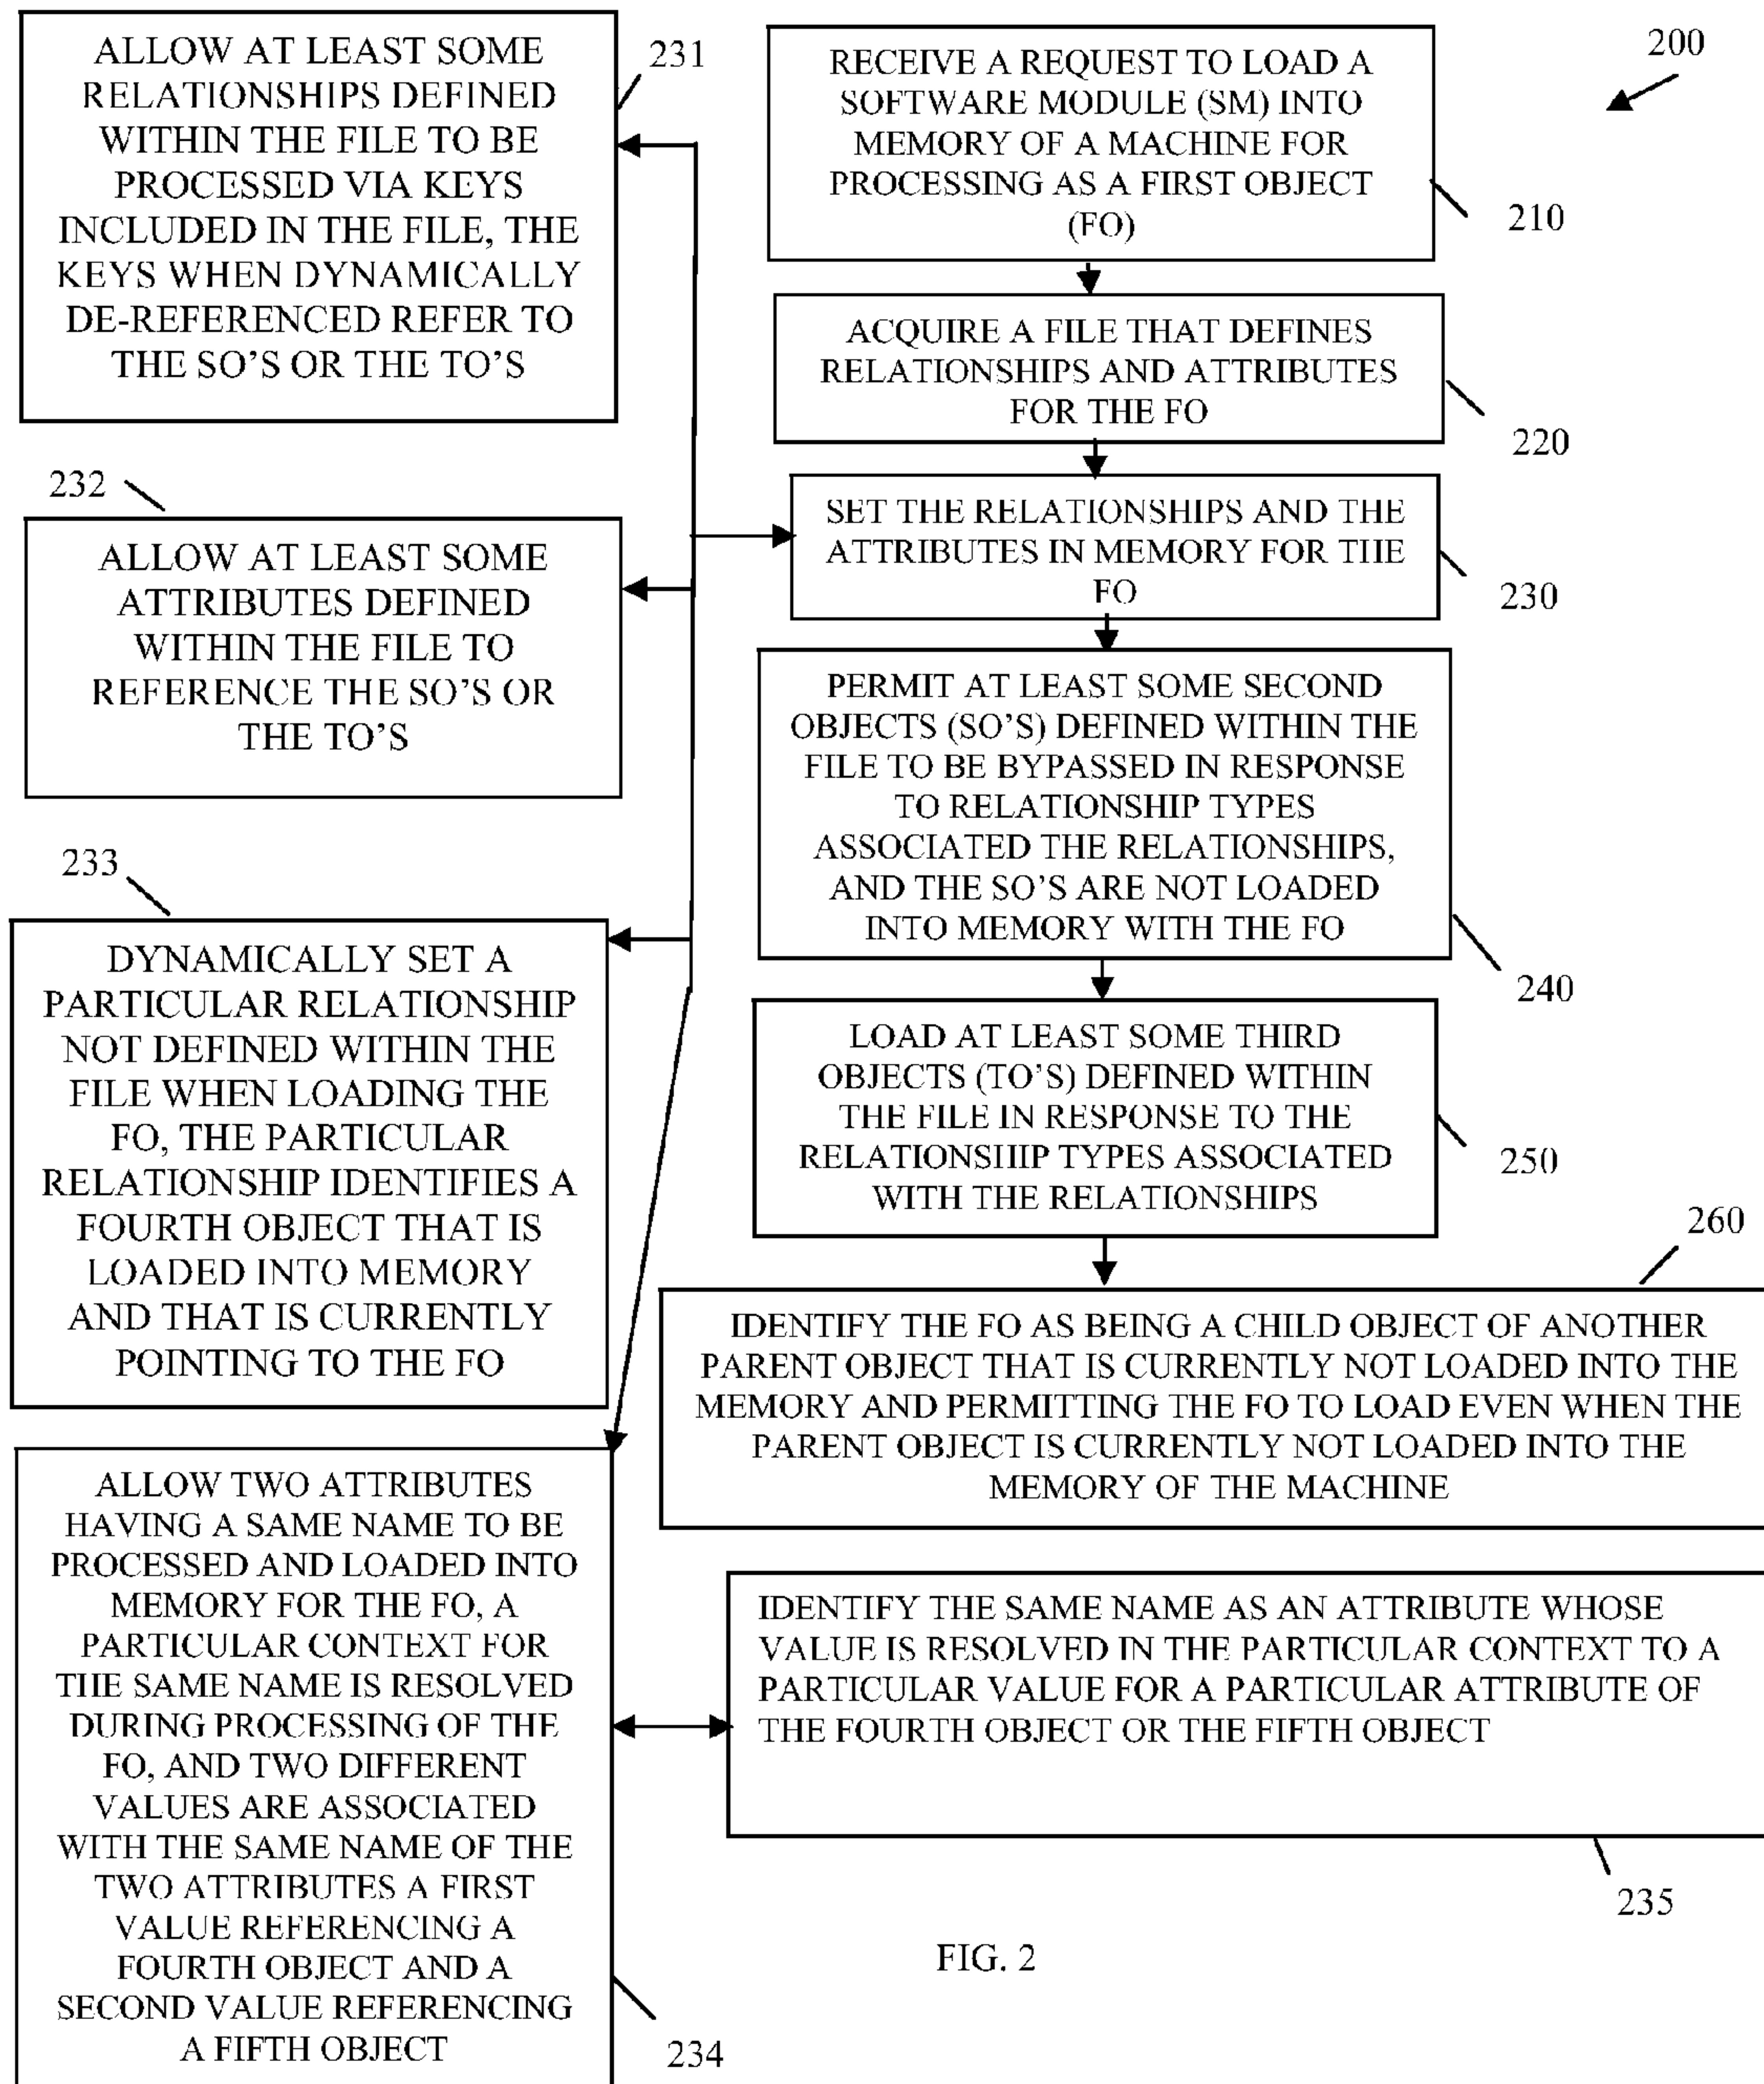 200
RECEIVE A REQUEST TO LOAD A
SOFTWARE MODULE (SM) INTO
MEMORY OF A MACHINE FOR
PROCESSING AS A FIRST OBJECT
(FO)
210
ACQUIRE A FILE THAT DEFINES
RELATIONSHIPS AND ATTRIBUTES
FOR THE FO
220
SET THE RELATIONSHIPS AND THE
ATTRIBUTES IN MEMORY FOR THE
FO
230
PERMIT AT LEAST SOME SECOND
OBJECTS (SO'S) DEFINED WITHIN THE
FILE TO BE BYPASSED IN RESPONSE
TO RELATIONSHIP TYPES
ASSOCIATED THE RELATIONSHIPS,
AND THE SO'S ARE NOT LOADED
INTO MEMORY WITH THE FO
240
LOAD AT LEAST SOME THIRD
OBJECTS (TO'S) DEFINED WITHIN
THE FILE IN RESPONSE TO THE
RELATIONSHIP TYPES ASSOCIATED
WITH THE RELATIONSHIPS
250
260
IDENTIFY THE FO AS BEING A CHILD OBJECT OF ANOTHER
PARENT OBJECT THAT IS CURRENTLY NOT LOADED INTO THE
MEMORY AND PERMITTING THE FO TO LOAD EVEN WHEN THE
PARENT OBJECT IS CURRENTLY NOT LOADED INTO THE
MEMORY OF THE MACHINE
231
ALLOW AT LEAST SOME
RELATIONSHIPS DEFINED
WITHIN THE FILE TO BE
PROCESSED VIA KEYS
INCLUDED IN THE FILE, THE
KEYS WHEN DYNAMICALLY
DE-REFERENCED REFER TO
THE SO'S OR THE TO'S
232
ALLOW AT LEAST SOME
ATTRIBUTES DEFINED
WITHIN THE FILE TO
REFERENCE THE SO'S OR
THE TO'S
233
DYNAMICALLY SET A
PARTICULAR RELATIONSHIP
NOT DEFINED WITHIN THE
FILE WHEN LOADING THE
FO, THE PARTICULAR
RELATIONSHIP IDENTIFIES A
FOURTH OBJECT THAT IS
LOADED INTO MEMORY
AND THAT IS CURRENTLY
POINTING TO THE FO
ALLOW TWO ATTRIBUTES
HAVING A SAME NAME TO BE
PROCESSED AND LOADED INTO
MEMORY FOR THE FO, A
PARTICULAR CONTEXT FOR
THE SAME NAME IS RESOLVED
DURING PROCESSING OF THE
FO, AND TWO DIFFERENT
VALUES ARE ASSOCIATED
WITH THE SAME NAME OF THE
TWO ATTRIBUTES A FIRST
VALUE REFERENCING A
FOURTH OBJECT AND A
SECOND VALUE REFERENCING
A FIFTH OBJECT
234
IDENTIFY THE SAME NAME AS AN ATTRIBUTE WHOSE
VALUE IS RESOLVED IN THE PARTICULAR CONTEXT TO A
PARTICULAR VALUE FOR A PARTICULAR ATTRIBUTE OF
THE FOURTH OBJECT OR THE FIFTH OBJECT
235
FIG. 2